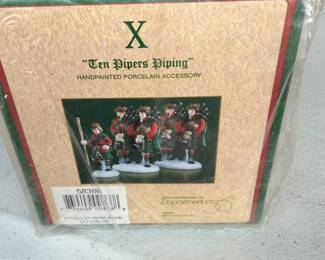 X
"Ten Pipers Piping"
HANDPAINTED PORCELAIN ACCESSORY
58386
Department 56